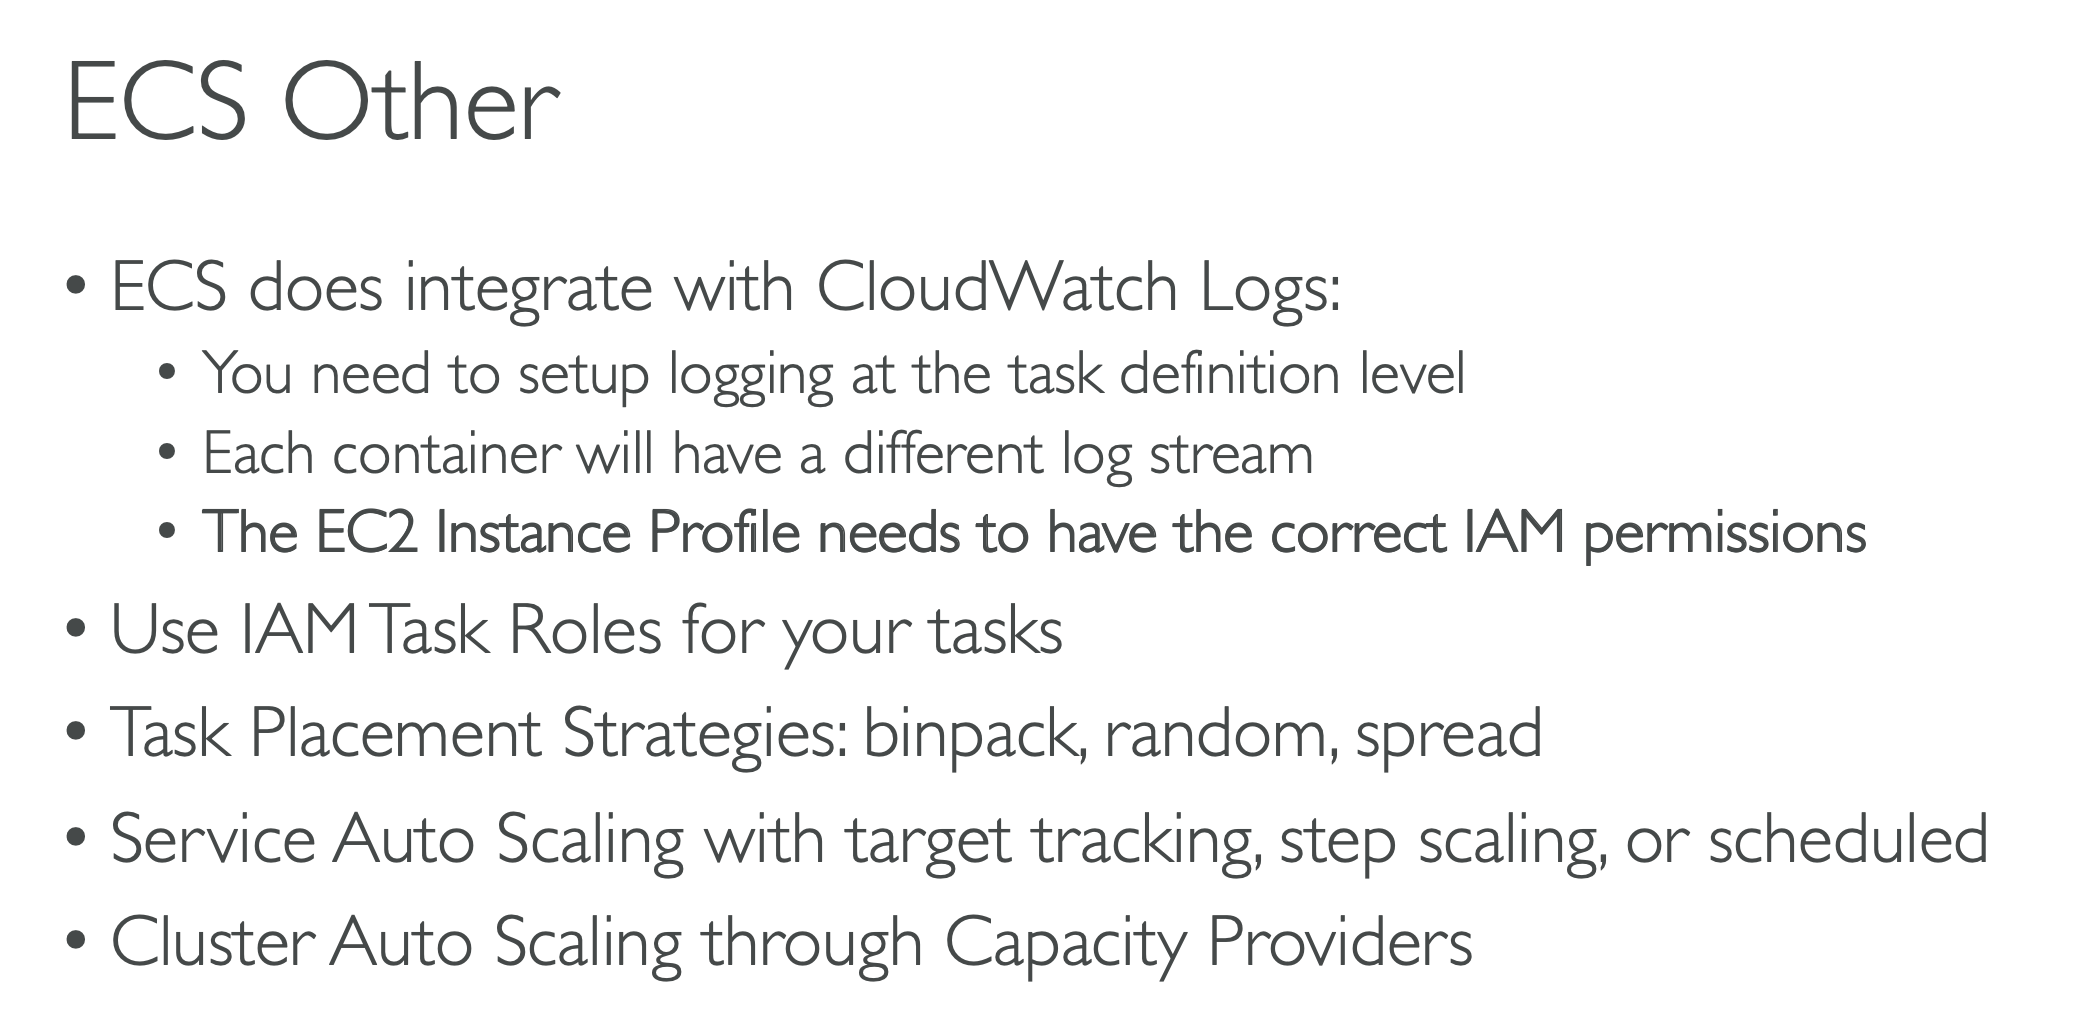 ECS Other
• ECS does integrate with CloudWatch Logs:
• You need to setup logging at the task definition level
• Each container will have a different log stream
• The EC2 Instance Profile needs to have the correct IAM permissions
• Use IAM Task Roles for your tasks
• Task Placement Strategies: binpack, random, spread
• Service Auto Scaling with target tracking, step scaling, or scheduled
• Cluster Auto Scaling through Capacity Providers